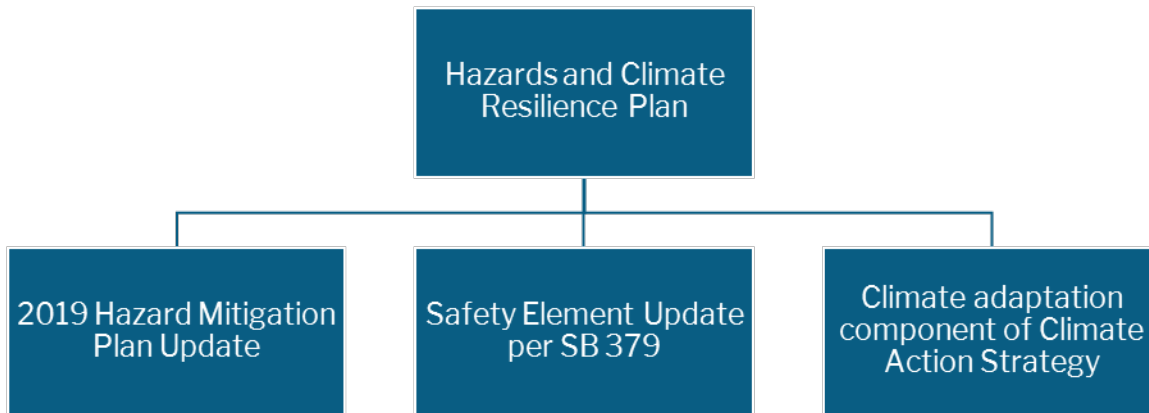 Hazards and Climate
Resilience Plan
2019 Hazard Mitigation
Plan Update
Safety Element Update
per SB 379
Climate adaptation
component of Climate
Action Strategy